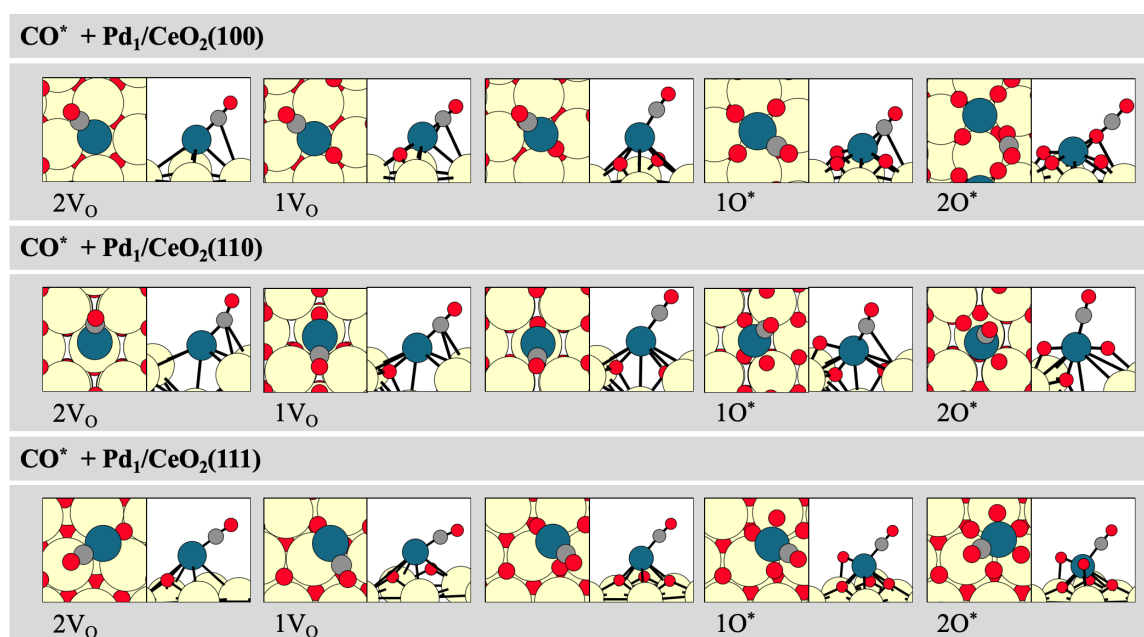 CO* + Pd₁/CeO₂(100)
2Vₒ 1Vₒ 1O* 2O*
CO* + Pd₁/CeO₂(110)
2Vₒ 1Vₒ 1O* 2O*
CO* + Pd₁/CeO₂(111)
2Vₒ 1Vₒ 1O* 2O*